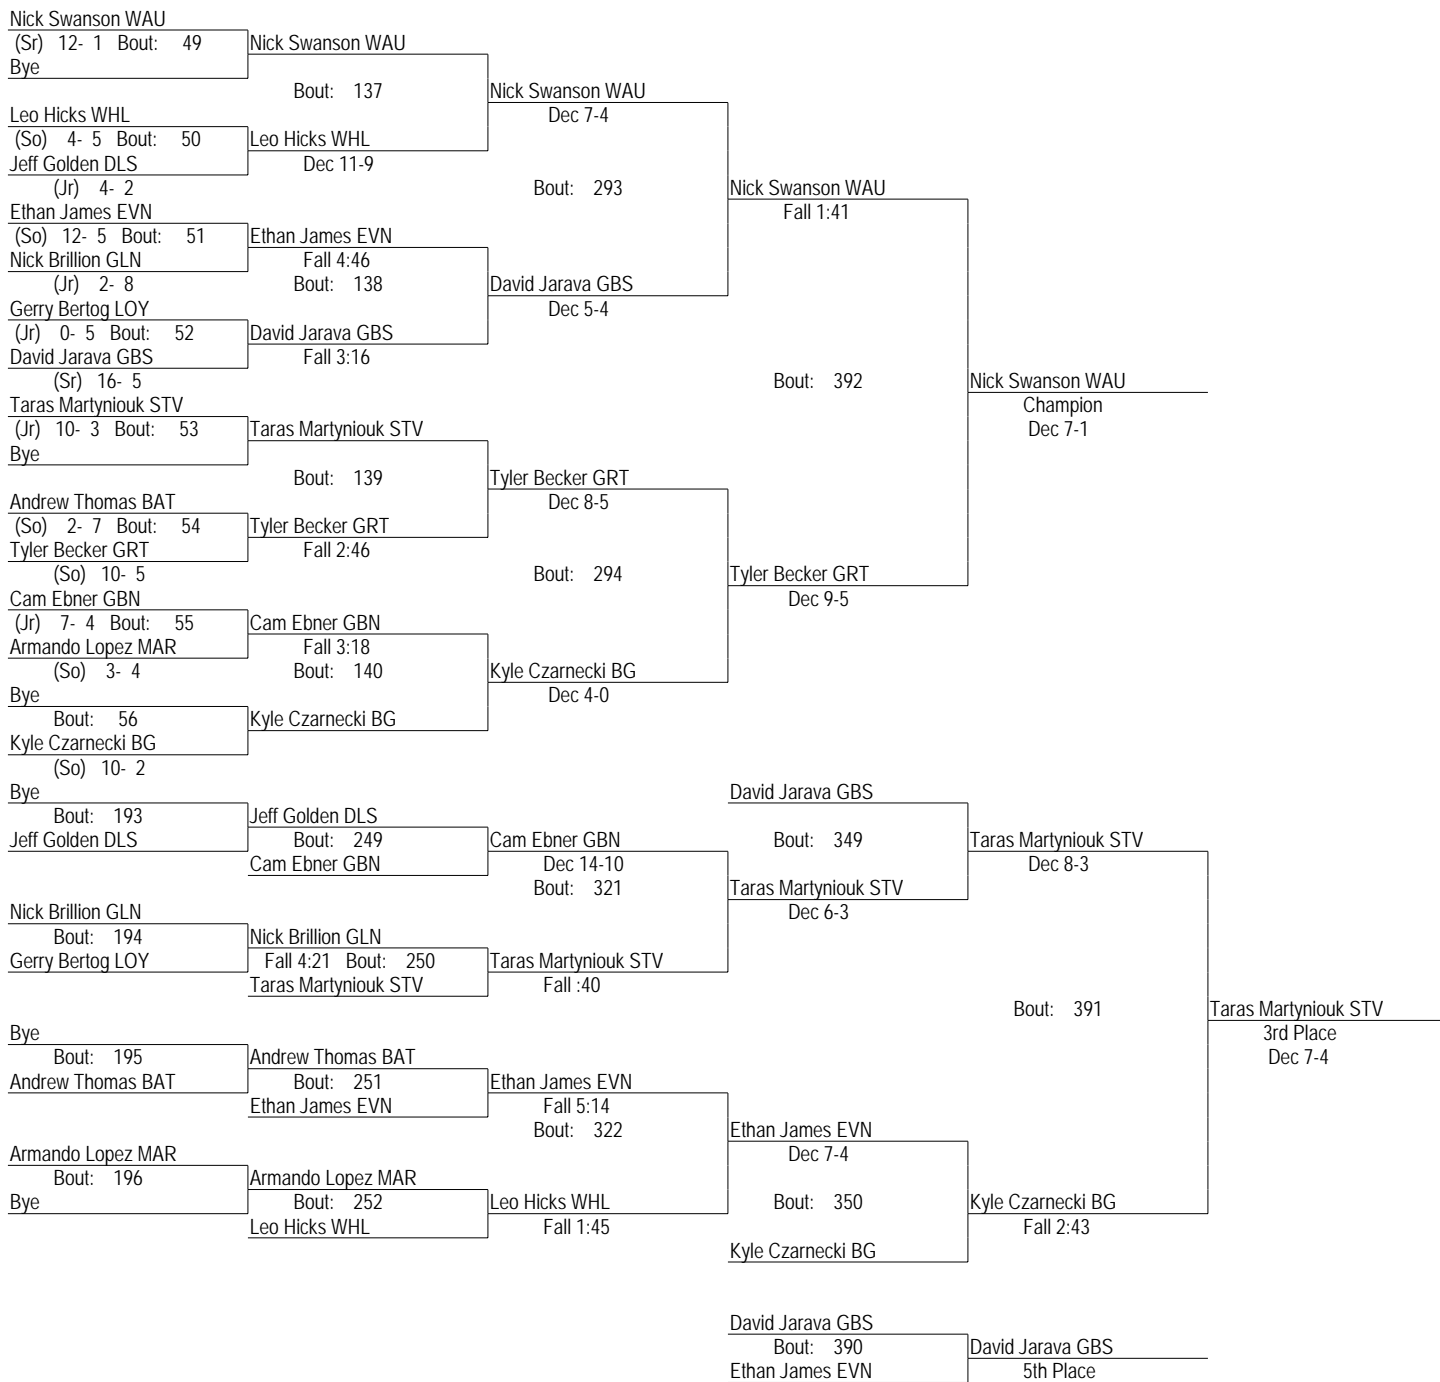 Nick Swanson WAU
(Sr) 12- 1 Bout: 49 Nick Swanson WAU
Bye
Bout: 137 Nick Swanson WAU
Leo Hicks WHL Dec 7-4
(So) 4- 5 Bout: 50 Leo Hicks WHL
Jeff Golden DLS Dec 11-9
(Jr) 4- 2 Bout: 293 Nick Swanson WAU
Ethan James EVN Fall 1:41
(So) 12- 5 Bout: 51 Ethan James EVN
Nick Brillion GLN Fall 4:46
(Jr) 2- 8 Bout: 138 David Jarava GBS
Gerry Bertog LOY Dec 5-4
(Jr) 0- 5 Bout: 52 David Jarava GBS
David Jarava GBS Fall 3:16
(Sr) 16- 5 Bout: 392 Nick Swanson WAU
Taras Martyniouk STV Champion
(Jr) 10- 3 Bout: 53 Taras Martyniouk STV Dec 7-1
Bye
Bout: 139 Tyler Becker GRT
Andrew Thomas BAT Dec 8-5
(So) 2- 7 Bout: 54 Tyler Becker GRT
Tyler Becker GRT Fall 2:46
(So) 10- 5 Bout: 294 Tyler Becker GRT
Cam Ebner GBN Dec 9-5
(Jr) 7- 4 Bout: 55 Cam Ebner GBN
Armando Lopez MAR Fall 3:18
(So) 3- 4 Bout: 140 Kyle Czarnecki BG
Bye Dec 4-0
Bout: 56 Kyle Czarnecki BG
Kyle Czarnecki BG
(So) 10- 2
Bye David Jarava GBS
Bout: 193 Jeff Golden DLS
Jeff Golden DLS Bout: 249 Cam Ebner GBN Bout: 349 Taras Martyniouk STV
Cam Ebner GBN Dec 14-10 Dec 8-3
Bout: 321 Taras Martyniouk STV
Nick Brillion GLN Dec 6-3
Bout: 194 Nick Brillion GLN
Gerry Bertog LOY Fall 4:21 Bout: 250 Taras Martyniouk STV
Taras Martyniouk STV Fall :40
Bout: 391 Taras Martyniouk STV
Bye 3rd Place
Bout: 195 Andrew Thomas BAT Dec 7-4
Andrew Thomas BAT Bout: 251 Ethan James EVN
Ethan James EVN Fall 5:14
Bout: 322 Ethan James EVN
Armando Lopez MAR Dec 7-4
Bout: 196 Armando Lopez MAR
Bye Bout: 252 Leo Hicks WHL Bout: 350 Kyle Czarnecki BG
Leo Hicks WHL Fall 1:45 Fall 2:43
Kyle Czarnecki BG
David Jarava GBS
Bout: 390 David Jarava GBS
Ethan James EVN 5th Place